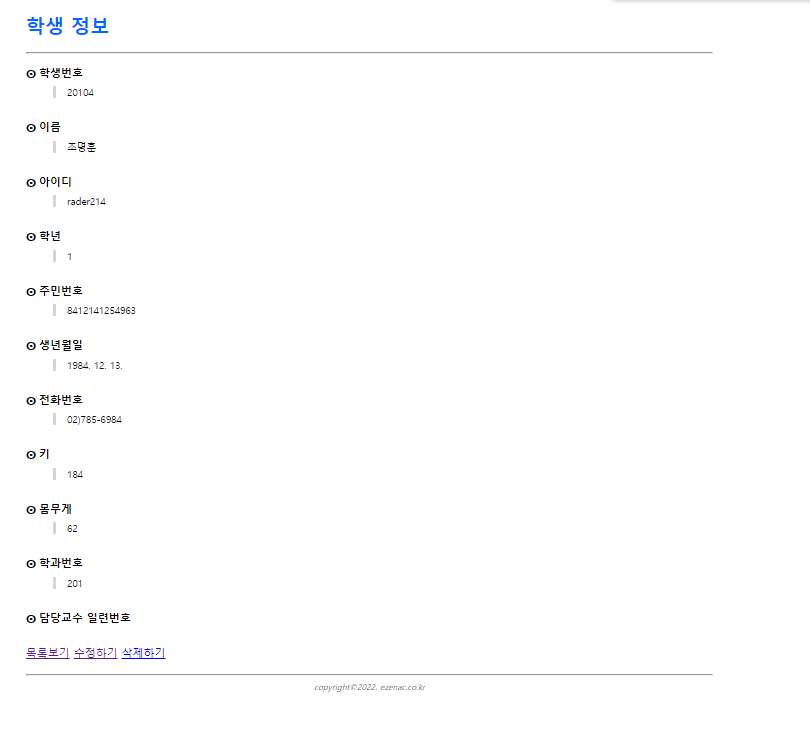 학생 정보
⊙ 학생번호
20104
⊙ 이름
조명훈
⊙ 아이디
rader214
⊙ 학년
1
⊙ 주민번호
8412141254963
⊙ 생년월일
1984. 12. 13.
⊙ 전화번호
02)785-6984
⊙ 키
184
⊙ 몸무게
62
⊙ 학과번호
201
⊙ 담당교수 일련번호
목록보기 수정하기 삭제하기
copyright©2022. ezenac.co.kr